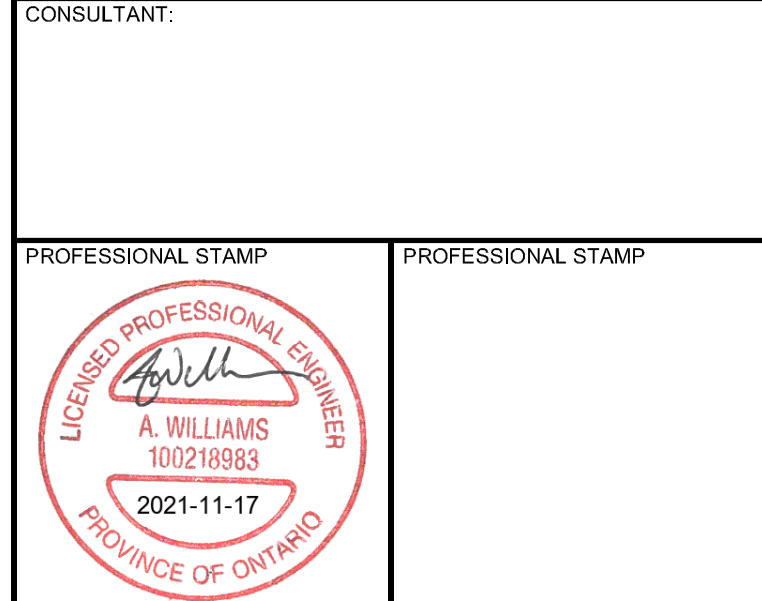 CONSULTANT:
PROFESSIONAL STAMP
LICENSED PROFESSIONAL ENGINEER
A. WILLIAMS
100218983
2021-11-17
PROVINCE OF ONTARIO
PROFESSIONAL STAMP